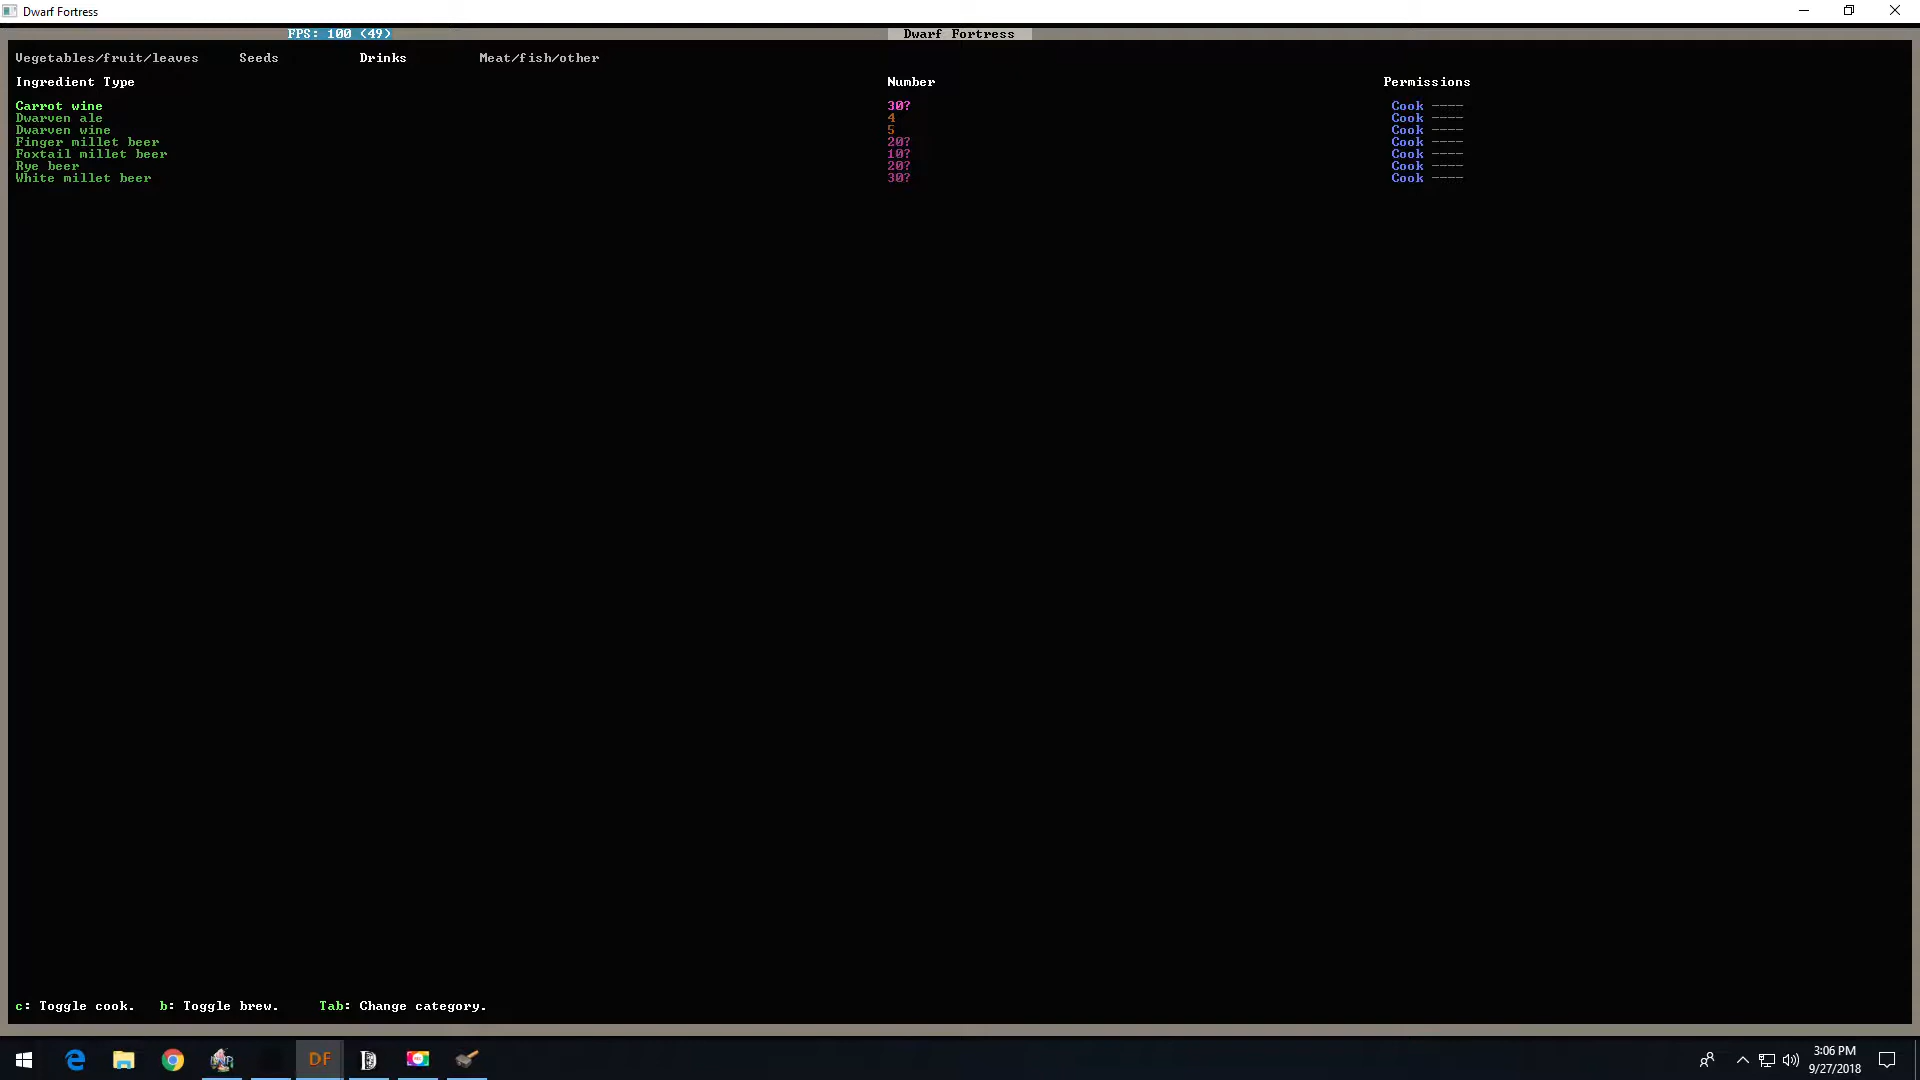 Dwarf Fortress
FPS: 100 (49)
Dwarf Fortress
Vegetables/fruit/leaves Seeds Drinks Meat/fish/other
Ingredient Type Number Permissions
Carrot wine 30? Cook ----
Dwarven ale 4 Cook ----
Dwarven wine 5 Cook ----
Finger millet beer 20? Cook ----
Foxtail millet beer 10? Cook ----
Rye beer 20? Cook ----
White millet beer 30? Cook ----
c: Toggle cook. b: Toggle brew. Tab: Change category.
DF
3:06 PM
9/27/2018